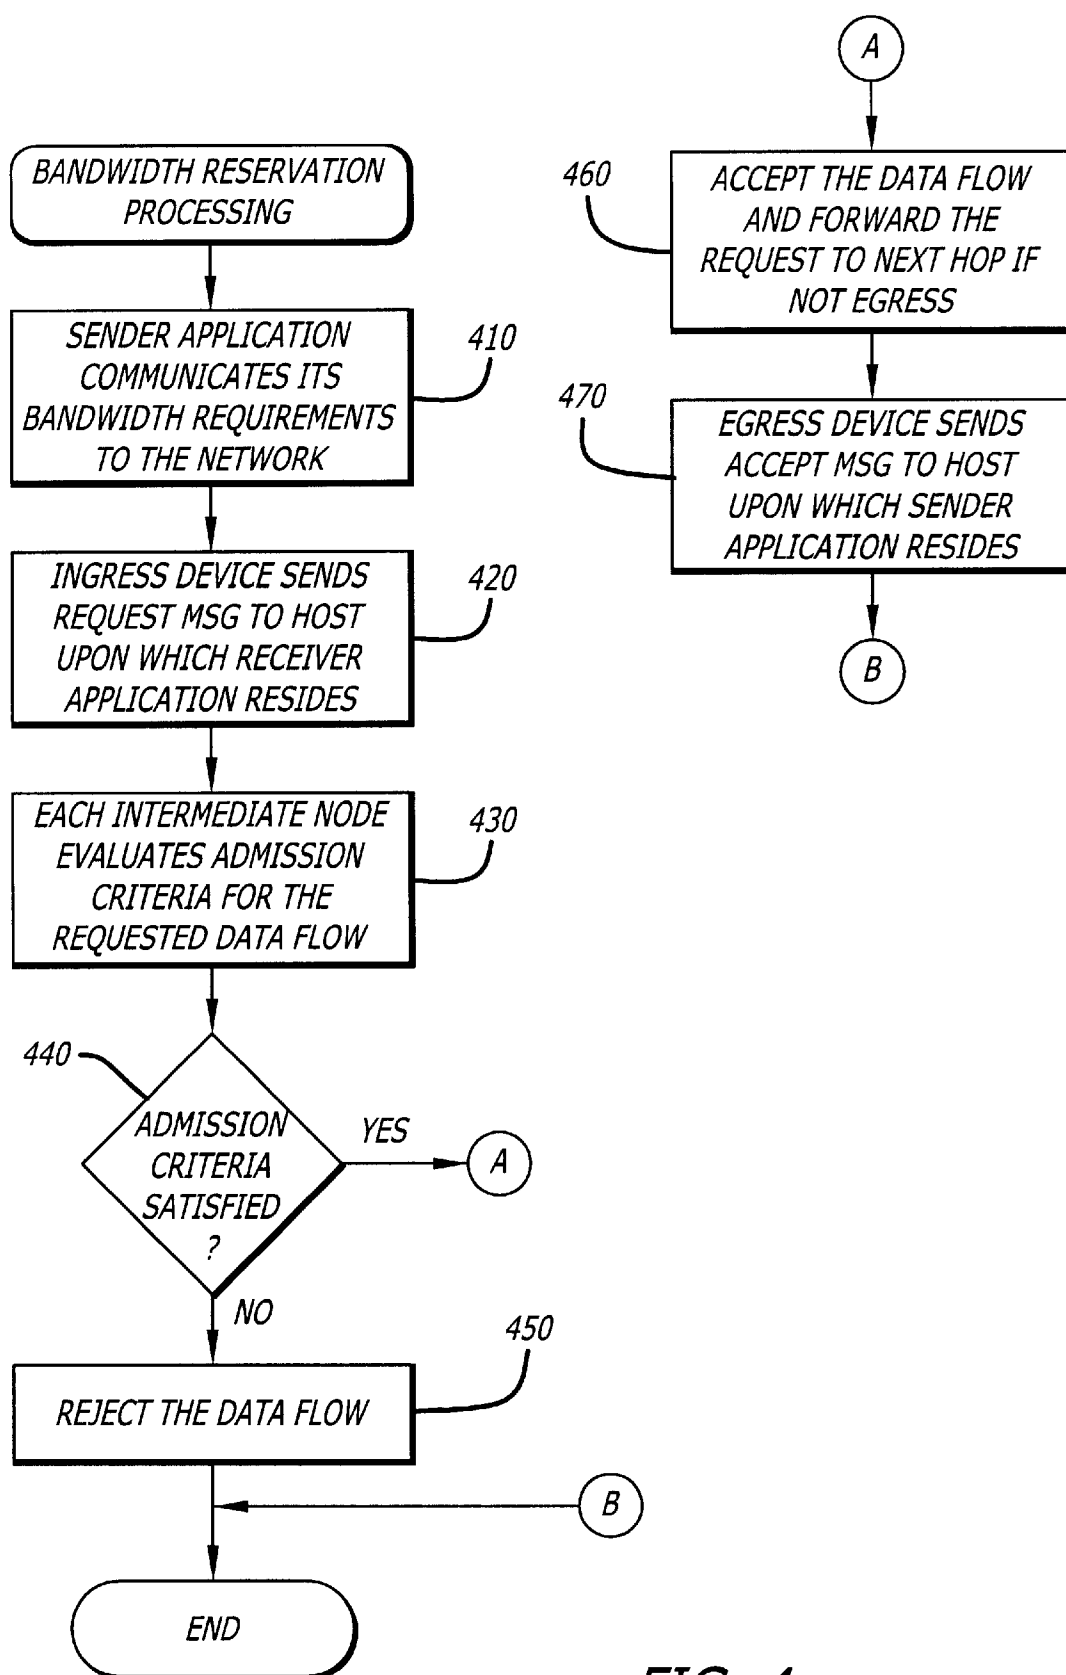 BANDWIDTH RESERVATION
PROCESSING
SENDER APPLICATION
COMMUNICATES ITS
BANDWIDTH REQUIREMENTS
TO THE NETWORK
410
INGRESS DEVICE SENDS
REQUEST MSG TO HOST
UPON WHICH RECEIVER
APPLICATION RESIDES
420
EACH INTERMEDIATE NODE
EVALUATES ADMISSION
CRITERIA FOR THE
REQUESTED DATA FLOW
430
440
ADMISSION
CRITERIA
SATISFIED
?
YES
A
NO
450
REJECT THE DATA FLOW
B
END
A
460
ACCEPT THE DATA FLOW
AND FORWARD THE
REQUEST TO NEXT HOP IF
NOT EGRESS
470
EGRESS DEVICE SENDS
ACCEPT MSG TO HOST
UPON WHICH SENDER
APPLICATION RESIDES
B
FIG. 4